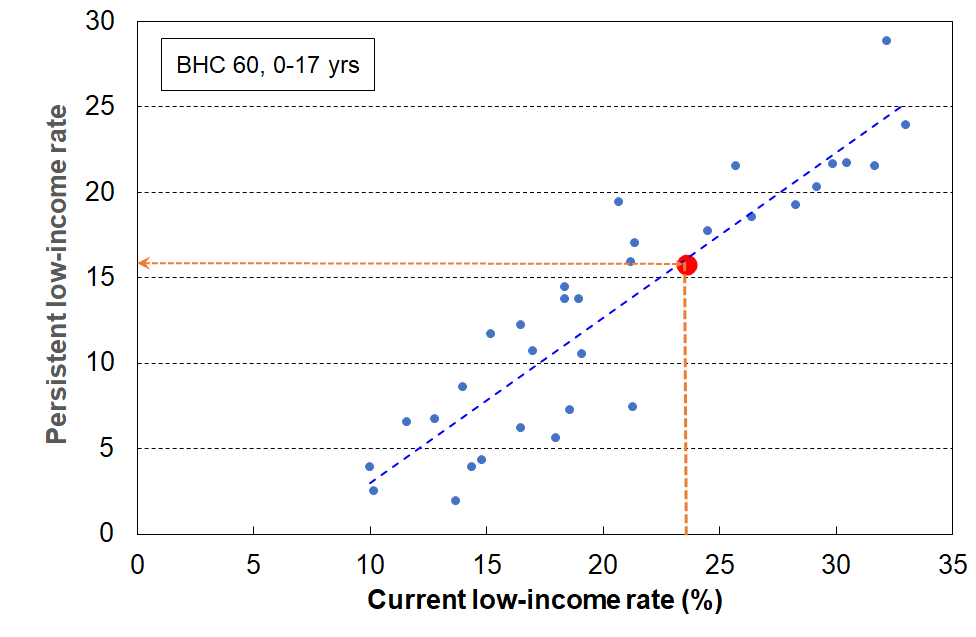 30
BHC 60, 0-17 yrs
25
20
15
10
5
0
Persistent low-income rate
0 5 10 15 20 25 30 35
Current low-income rate (%)